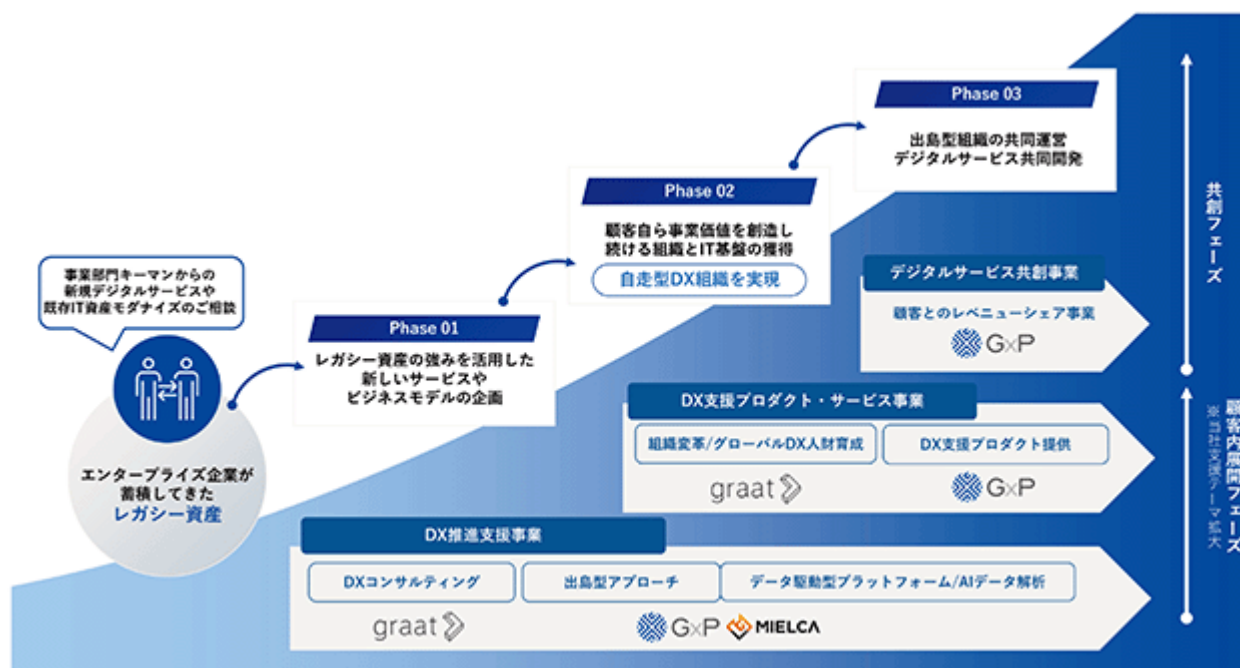 事業部門キーマンからの
新規デジタルサービスや
既存IT資産モダナイズのご相談
エンタープライズ企業が
蓄積してきた
レガシー資産
Phase 01
レガシー資産の強みを活用した
新しいサービスや
ビジネスモデルの企画
Phase 02
顧客自ら事業価値を創造し
続ける組織とIT基盤の獲得
自走型DX組織を実現
Phase 03
出島型組織の共同運営
デジタルサービス共同開発
デジタルサービス共創事業
顧客とのレベニューシェア事業
GxP
DX支援プロダクト・サービス事業
組織変革/グローバルDX人財育成
DX支援プロダクト提供
graat
GxP
DX推進支援事業
DXコンサルティング
出島型アプローチ
データ駆動型プラットフォーム/AIデータ解析
graat
GxP MIELCA
共創フェーズ
顧客内展開フェーズ
※当社支援テーマ拡大